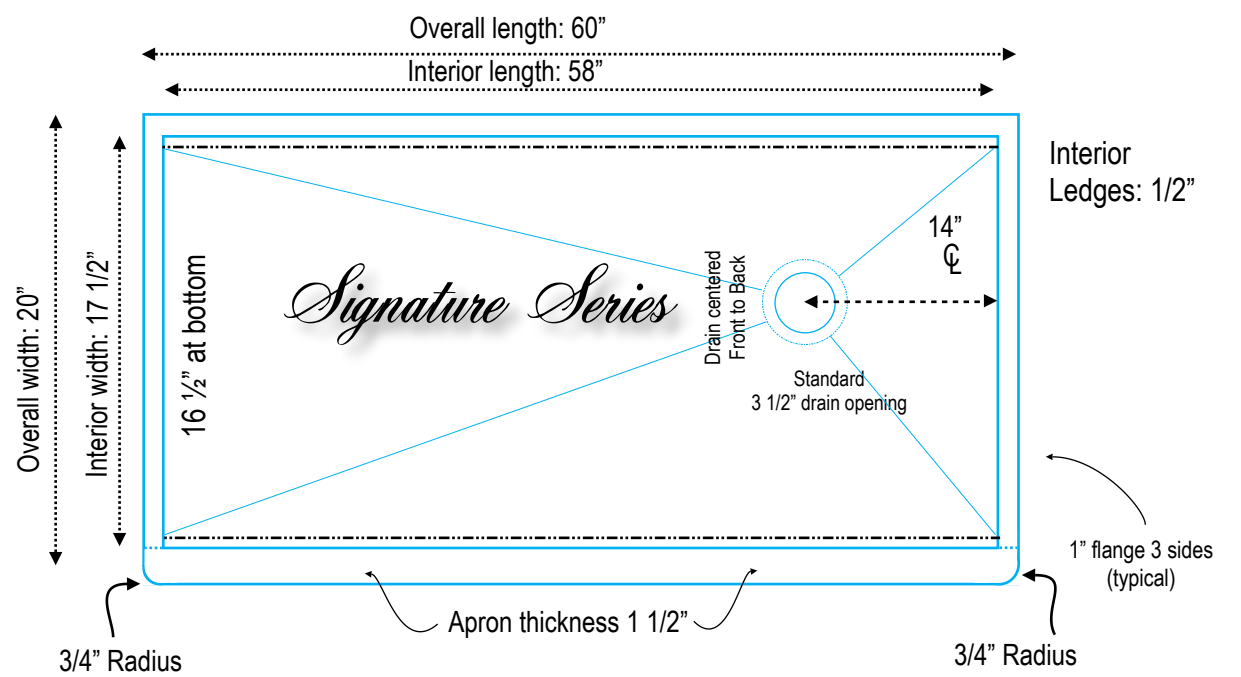 Overall length: 60”
Interior length: 58”
Interior
Ledges: 1/2”
14”
℄
Overall width: 20”
Interior width: 17 1/2”
16 ½” at bottom
Signature Series
Drain centered
Front to Back
Standard
3 1/2” drain opening
1” flange 3 sides
(typical)
Apron thickness 1 1/2”
3/4” Radius
3/4” Radius